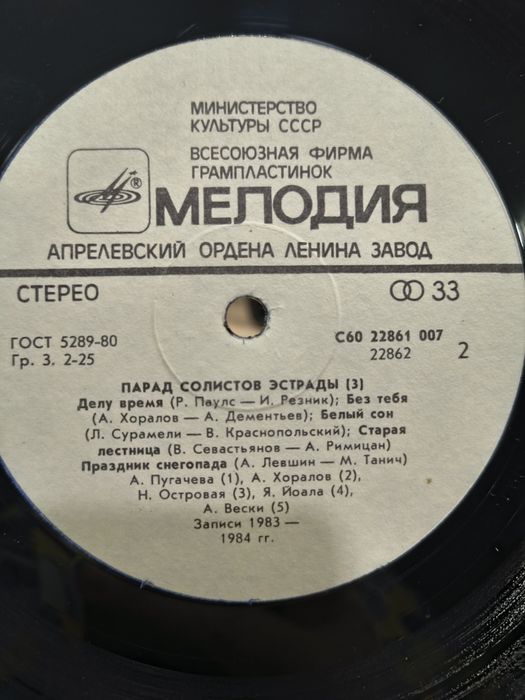 МИНИСТЕРСТВО
КУЛЬТУРЫ СССР
ВСЕСОЮЗНАЯ ФИРМА
ГРАМПЛАСТИНОК
®
МЕЛОДИЯ
АПРЕЛЕВСКИЙ ОРДЕНА ЛЕНИНА ЗАВОД
СТЕРЕО
33
ГОСТ 5289-80
Гр. 3. 2-25
С60 22861 007
22862
2
ПАРАД СОЛИСТОВ ЭСТРАДЫ (3)
Делу время (Р. Паулс — И. Резник); Без тебя
(А. Хоралов — А. Дементьев); Белый сон
(Л. Сурамели — В. Краснопольский); Старая
лестница (В. Севастьянов — А. Римицан)
Праздник снегопада (А. Левшин — М. Танич)
А. Пугачева (1), А. Хоралов (2),
Н. Островая (3), Я. Йоала (4),
А. Вески (5)
Записи 1983 —
1984 гг.